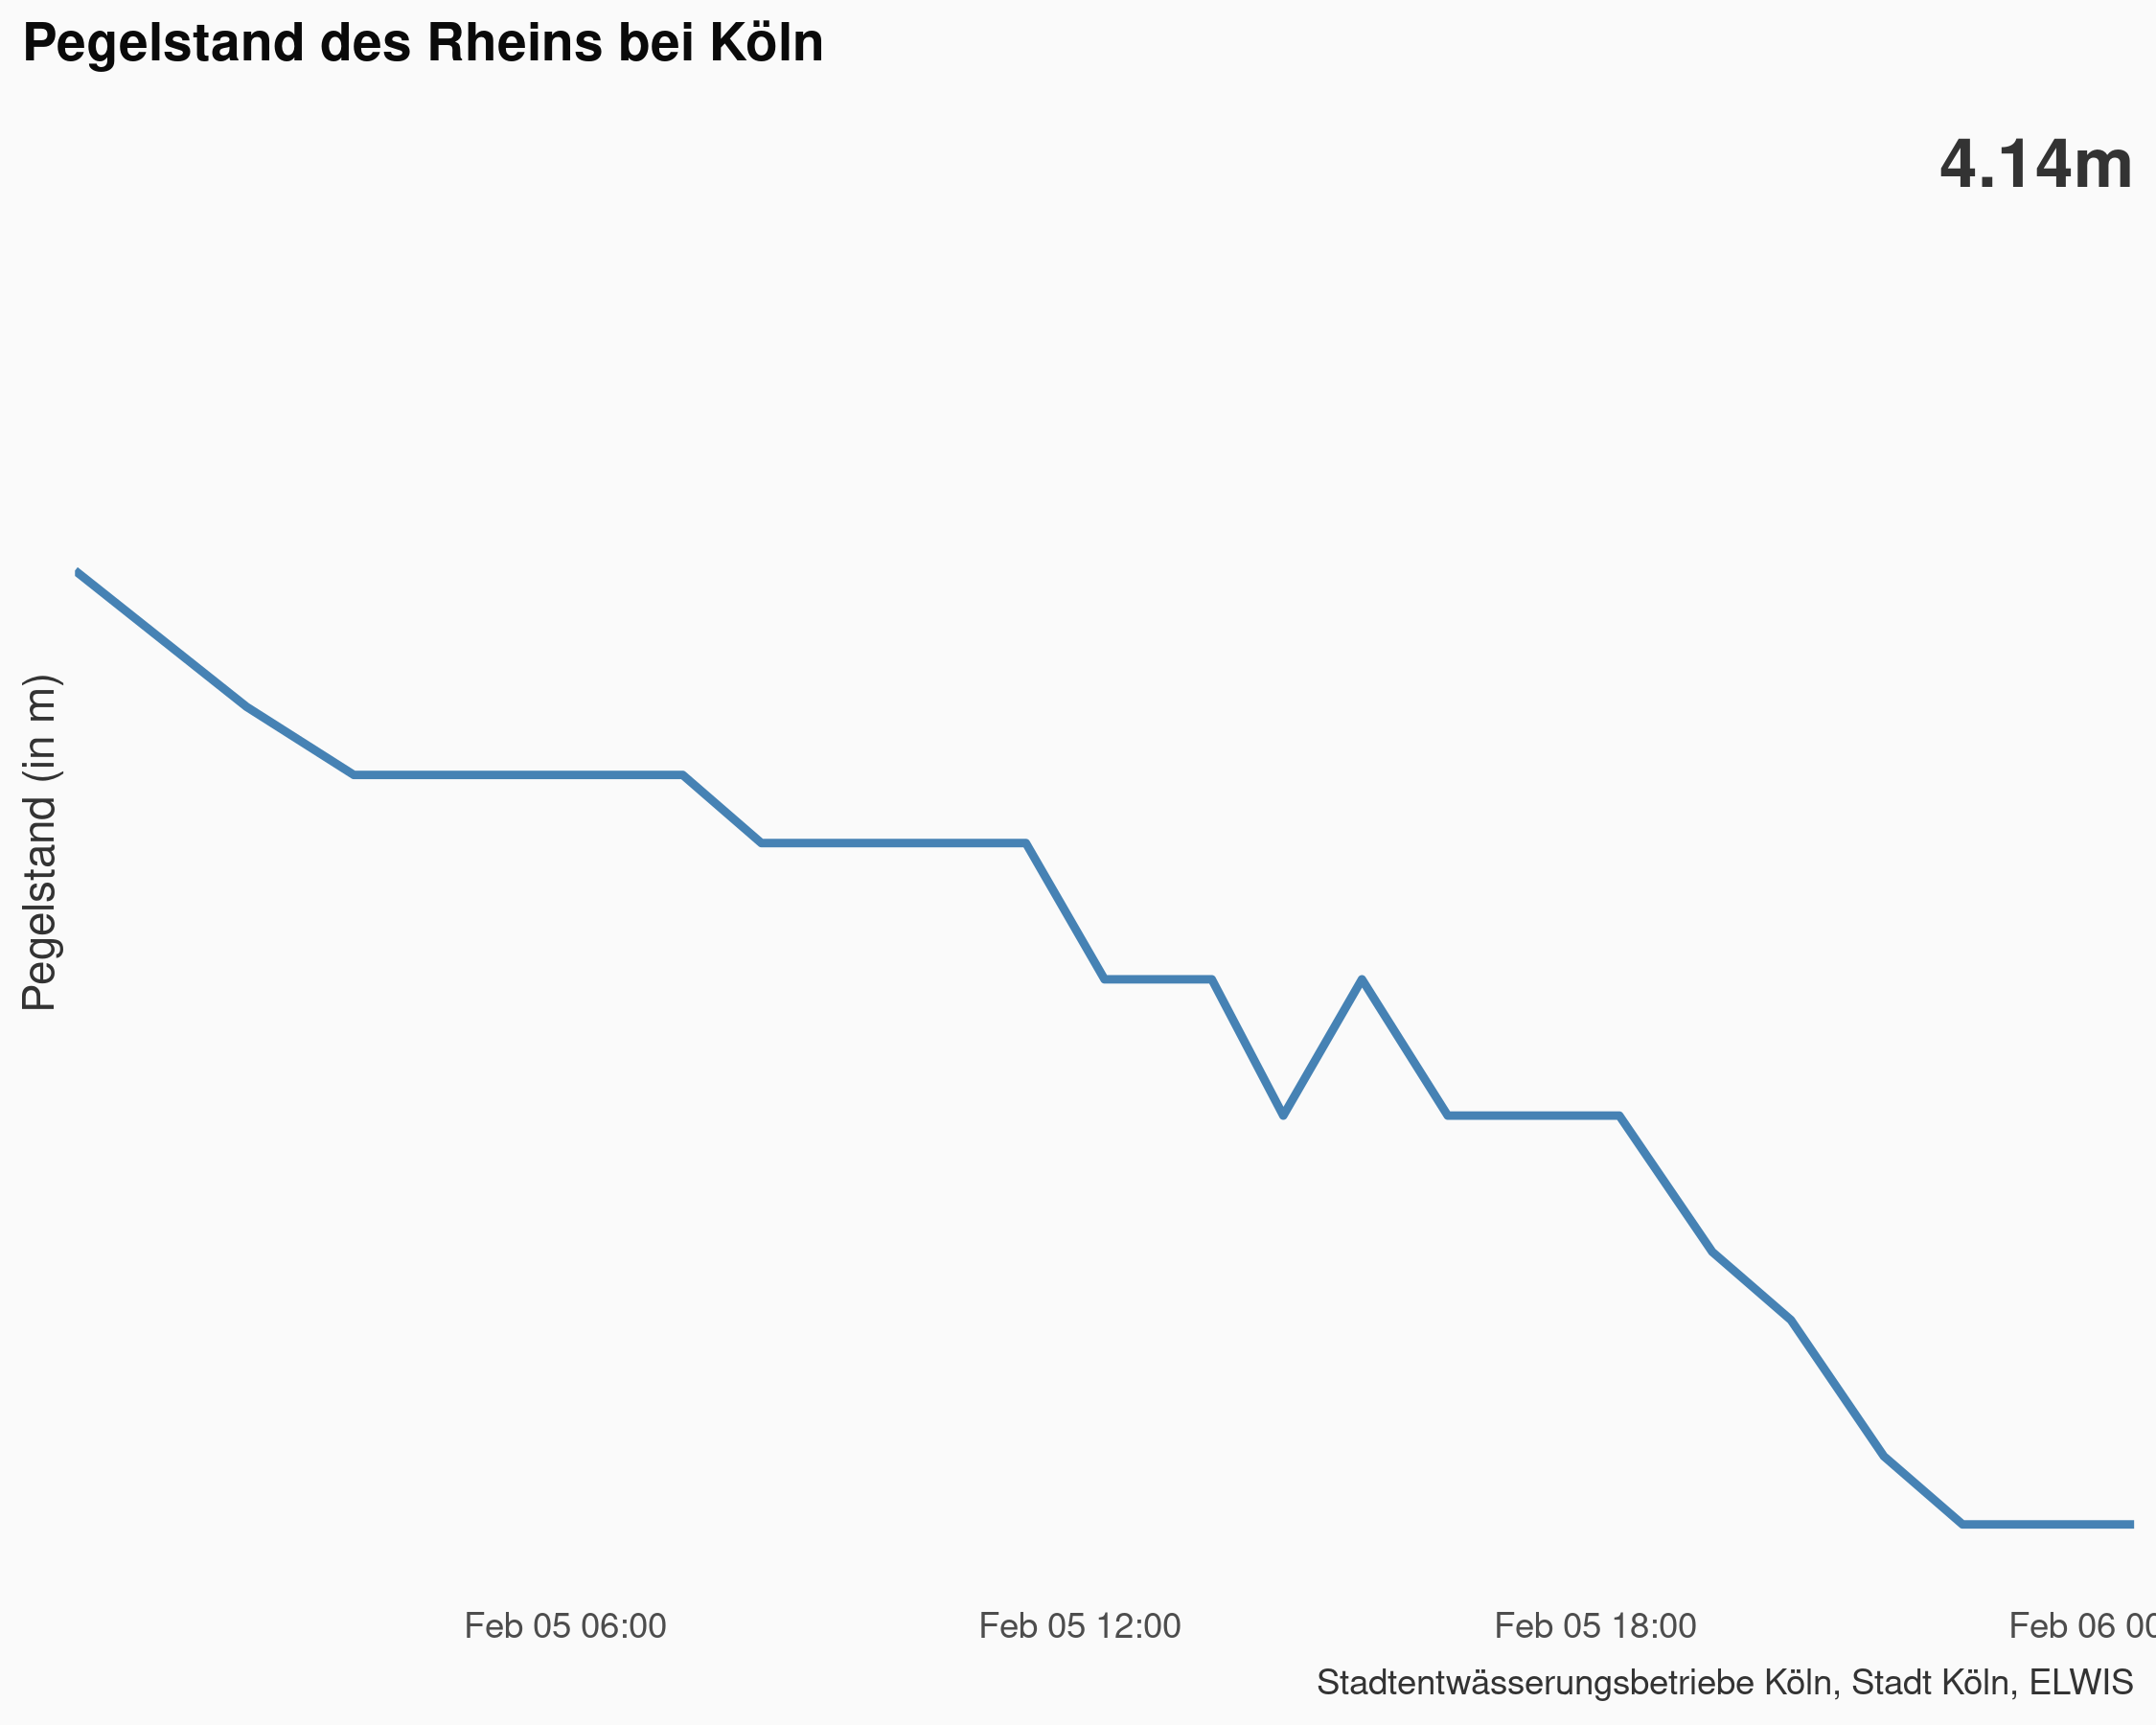 Pegelstand des Rheins bei Köln
4.14m
Pegelstand (in m)
Feb 05 06:00 Feb 05 12:00 Feb 05 18:00 Feb 06 00
Stadtentwässerungsbetriebe Köln, Stadt Köln, ELWIS